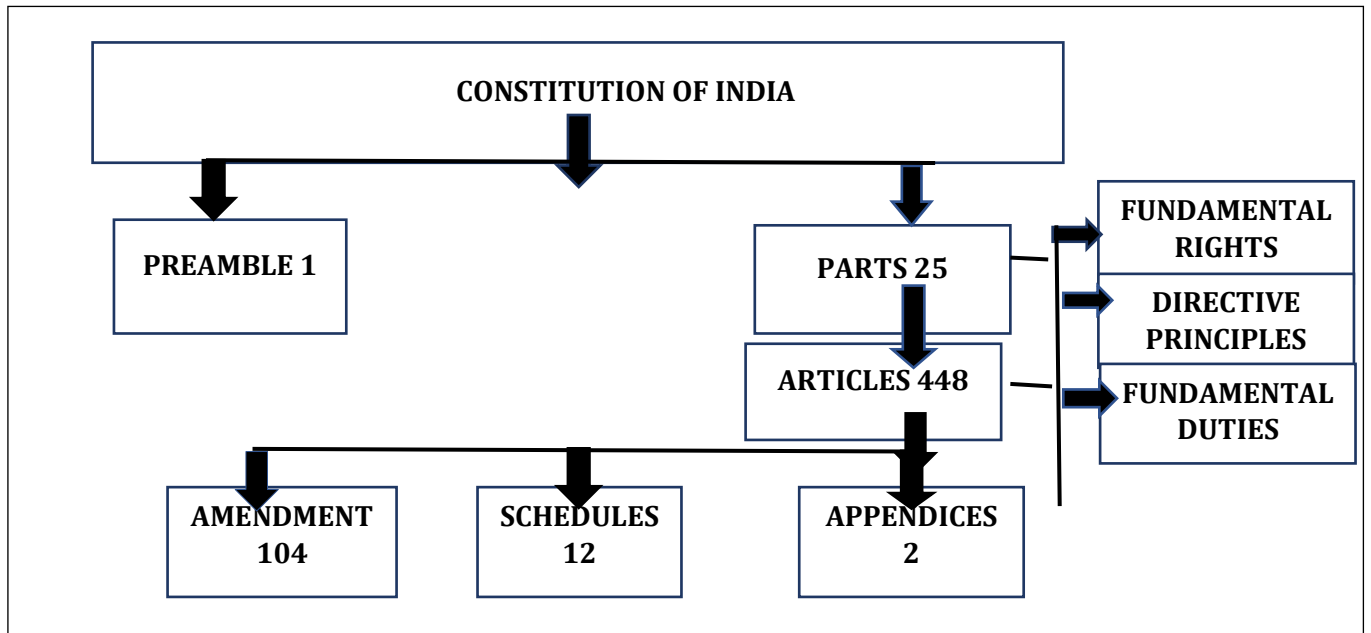 CONSTITUTION OF INDIA
PREAMBLE 1
PARTS 25
FUNDAMENTAL
RIGHTS
DIRECTIVE
PRINCIPLES
ARTICLES 448
FUNDAMENTAL
DUTIES
AMENDMENT
104
SCHEDULES
12
APPENDICES
2